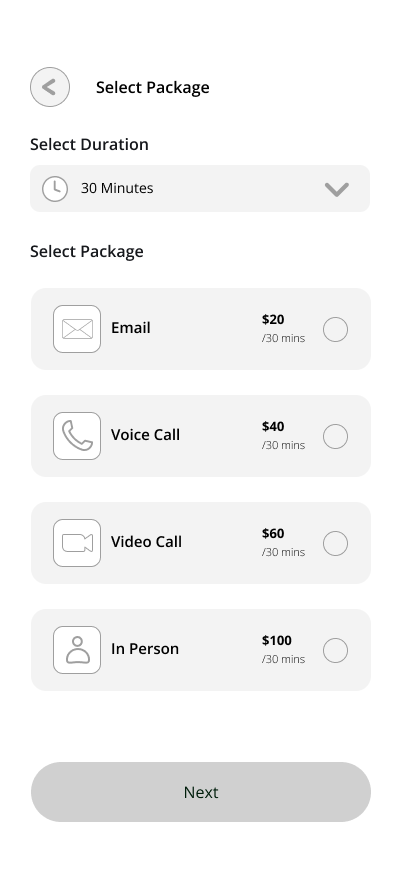 Select Package
Select Duration
30 Minutes
Select Package
Email
$20
/30 mins
Voice Call
$40
/30 mins
Video Call
$60
/30 mins
In Person
$100
/30 mins
Next